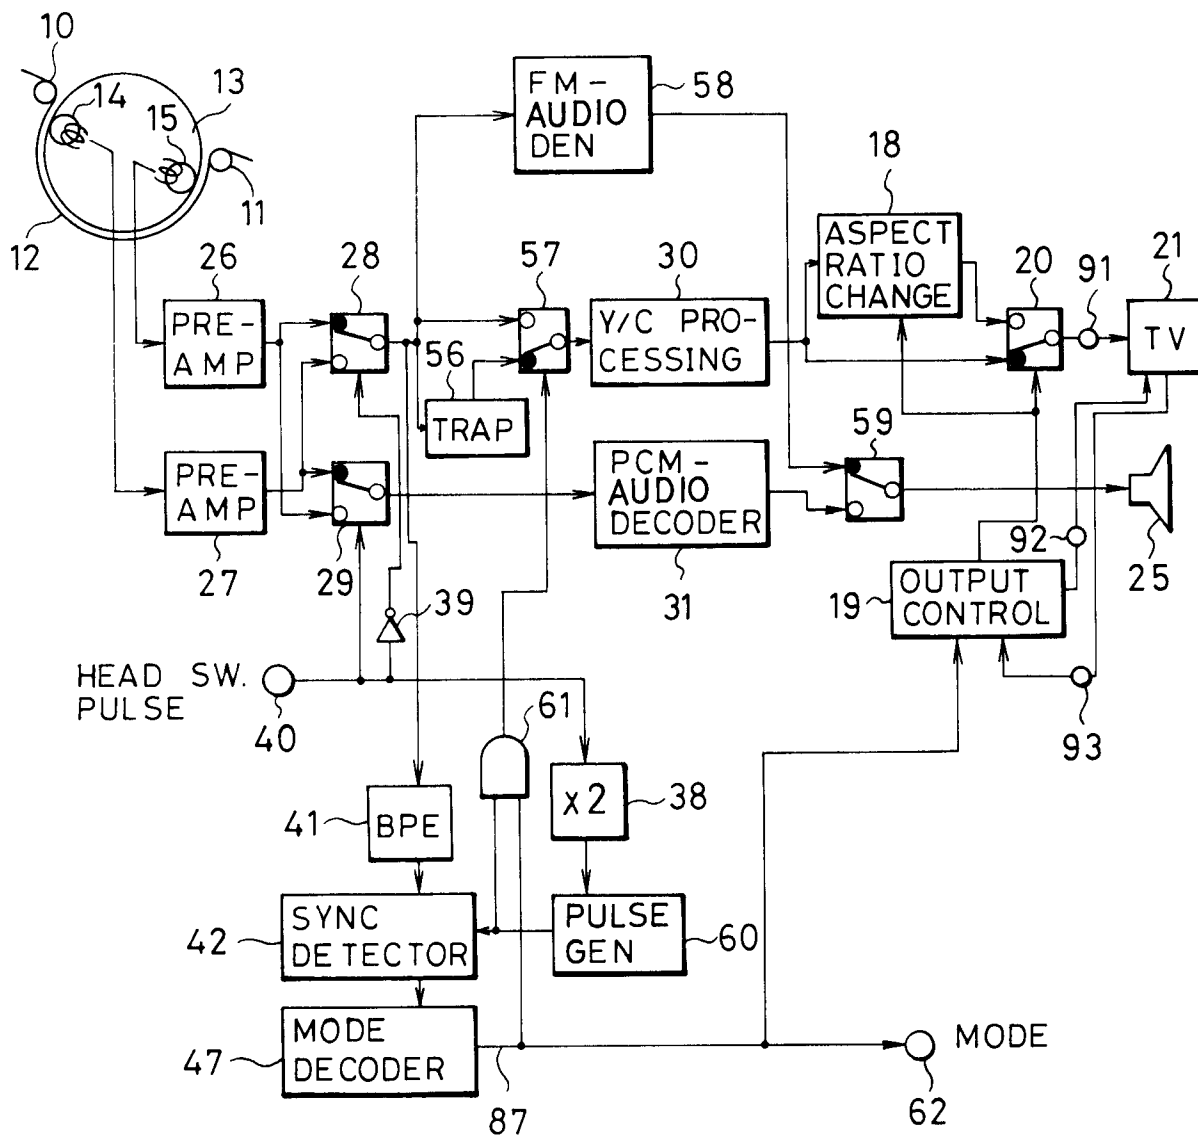 10
14
13
15
12
11
FM-
AUDIO
DEN
58
18
ASPECT
RATIO
CHANGE
20
91
21
TV
26
PRE-
AMP
28
57
30
Y/C PRO-
CESSING
56
TRAP
PRE-
AMP
27
29
PCM-
AUDIO
DECODER
31
59
92
25
19
OUTPUT
CONTROL
39
HEAD SW.
PULSE
40
61
93
X2
38
41
BPE
42
SYNC
DETECTOR
PULSE
GEN
60
47
MODE
DECODER
87
MODE
62